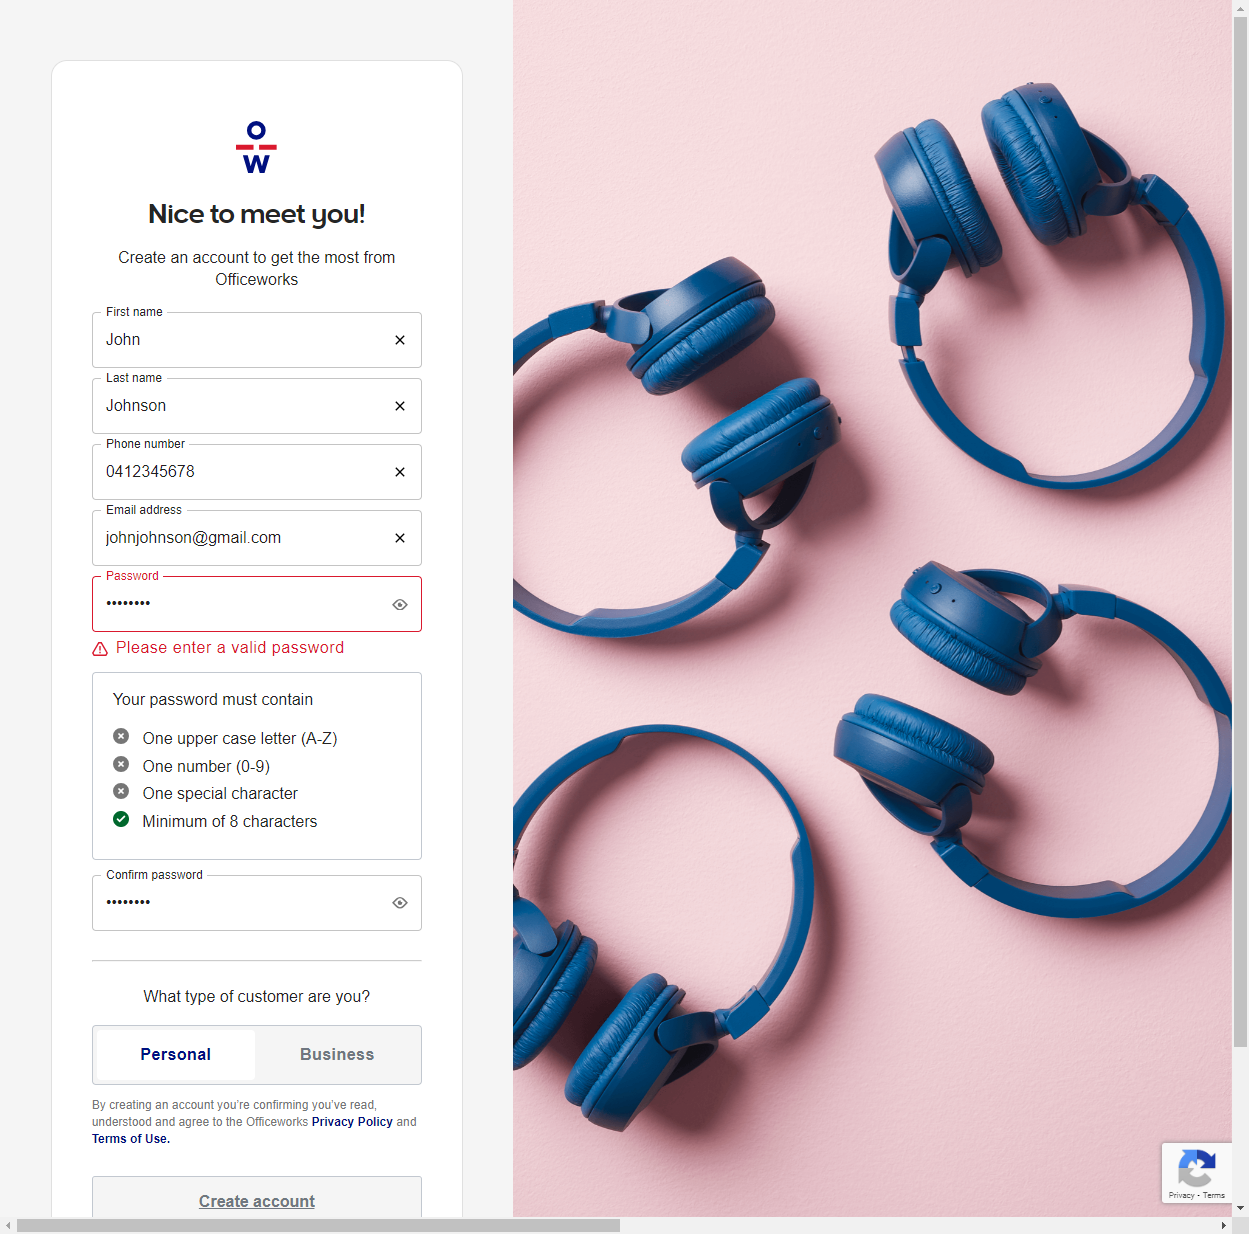 O
W
Nice to meet you!
Create an account to get the most from
Officeworks
First name
John
Last name
Johnson
Phone number
0412345678
Email address
johnjohnson@gmail.com
Password
••••••••
Please enter a valid password
Your password must contain
One upper case letter (A-Z)
One number (0-9)
One special character
Minimum of 8 characters
Confirm password
••••••••
What type of customer are you?
Personal
Business
By creating an account you're confirming you've read,
understood and agree to the Officeworks Privacy Policy and
Terms of Use.
Create account
Privacy - Terms